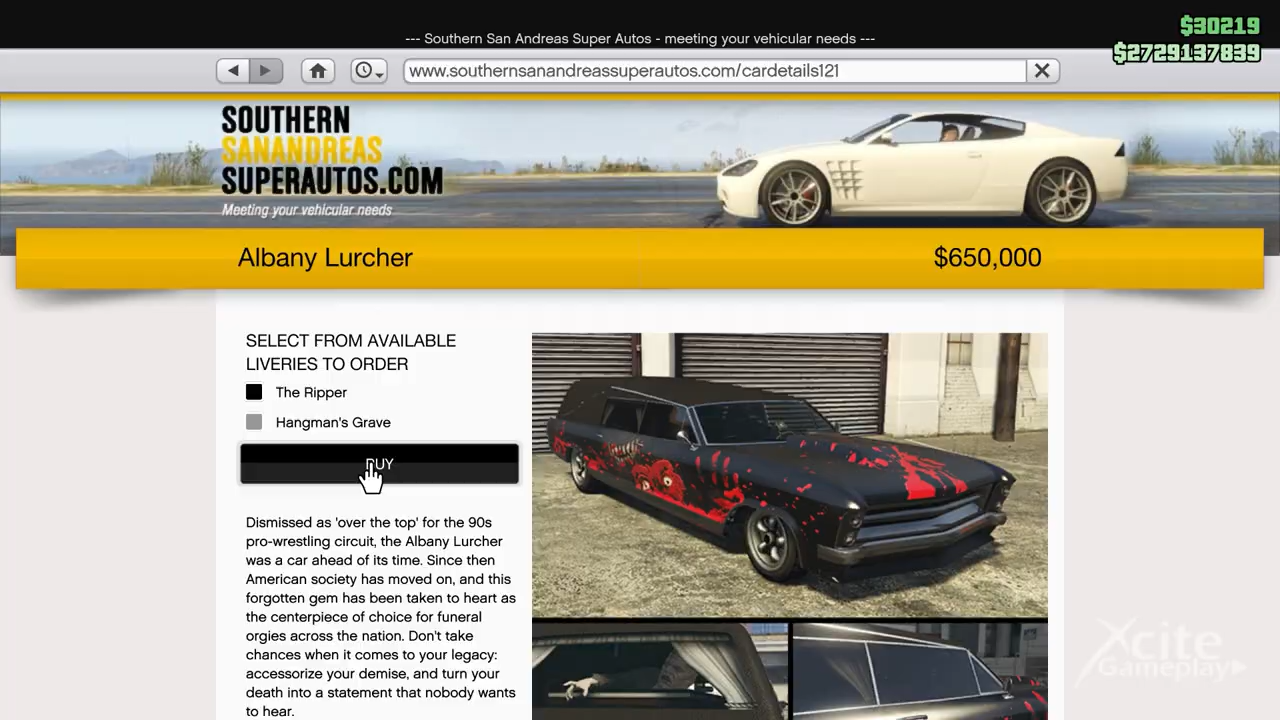 $30219
--- Southern San Andreas Super Autos - meeting your vehicular needs ---
$2729137839
www.southernsanandreassuperautos.com/cardetails121
SOUTHERN
SANANDREAS
SUPERAUTOS.COM
Meeting your vehicular needs
Albany Lurcher
$650,000
SELECT FROM AVAILABLE
LIVERIES TO ORDER
The Ripper
Hangman's Grave
BUY
Dismissed as 'over the top' for the 90s
pro-wrestling circuit, the Albany Lurcher
was a car ahead of its time. Since then
American society has moved on, and this
forgotten gem has been taken to heart as
the centerpiece of choice for funeral
orgies across the nation. Don't take
chances when it comes to your legacy:
accessorize your demise, and turn your
death into a statement that nobody wants
to hear.
Xcite
Gameplay